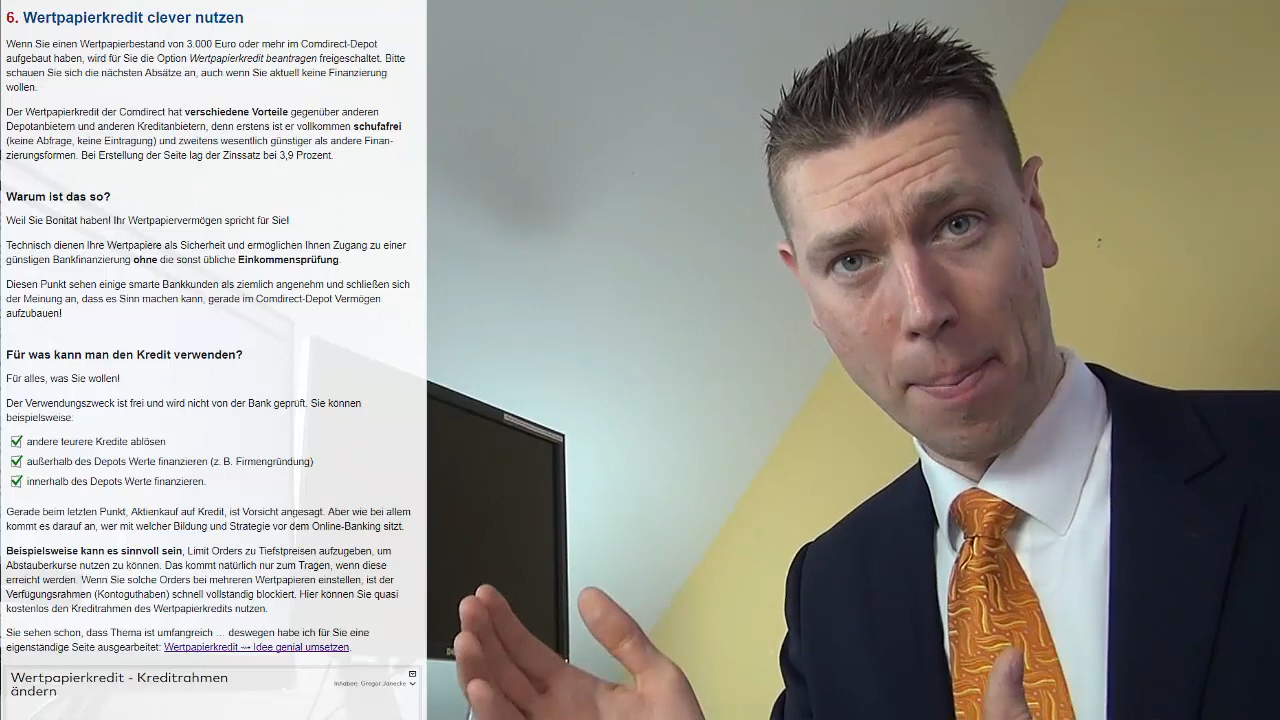 6. Wertpapierkredit clever nutzen
Wenn Sie einen Wertpapierbestand von 3.000 Euro oder mehr im Comdirect-Depot
aufgebaut haben, wird für Sie die Option Wertpapierkredit beantragen freigeschaltet. Bitte
schauen Sie sich die nächsten Absätze an, auch wenn Sie aktuell keine Finanzierung
wollen.
Der Wertpapierkredit der Comdirect hat verschiedene Vorteile gegenüber anderen
Depotanbietern und anderen Kreditanbietern, denn erstens ist er vollkommen schufafrei
(keine Abfrage, keine Eintragung) und zweitens wesentlich günstiger als andere Finan-
zierungsformen. Bei Erstellung der Seite lag der Zinssatz bei 3,9 Prozent.
Warum ist das so?
Weil Sie Bonität haben! Ihr Wertpapiervermögen spricht für Sie!
Technisch dienen Ihre Wertpapiere als Sicherheit und ermöglichen Ihnen Zugang zu einer
günstigen Bankfinanzierung ohne die sonst übliche Einkommensprüfung.
Diesen Punkt sehen einige smarte Bankkunden als ziemlich angenehm und schließen sich
der Meinung an, dass es Sinn machen kann, gerade im Comdirect-Depot Vermögen
aufzubauen!
Für was kann man den Kredit verwenden?
Für alles, was Sie wollen!
Der Verwendungszweck ist frei und wird nicht von der Bank geprüft. Sie können
beispielsweise:
andere teurere Kredite ablösen
außerhalb des Depots Werte finanzieren (z. B. Firmengründung)
innerhalb des Depots Werte finanzieren.
Gerade beim letzten Punkt, Aktienkauf auf Kredit, ist Vorsicht angesagt. Aber wie bei allem
kommt es darauf an, wer mit welcher Bildung und Strategie vor dem Online-Banking sitzt.
Beispielsweise kann es sinnvoll sein, Limit Orders zu Tiefstpreisen aufzugeben, um
Abstauberkurse nutzen zu können. Das kommt natürlich nur zum Tragen, wenn diese
erreicht werden. Wenn Sie solche Orders bei mehreren Wertpapieren einstellen, ist der
Verfügungsrahmen (Kontoguthaben) schnell vollständig blockiert. Hier können Sie quasi
kostenlos den Kreditrahmen des Wertpapierkredits nutzen.
Sie sehen schon, dass Thema ist umfangreich … deswegen habe ich für Sie eine
eigenständige Seite ausgearbeitet: Wertpapierkredit → Idee genial umsetzen.
Wertpapierkredit - Kreditrahmen
ändern
Inhaber: Gregor Janecke